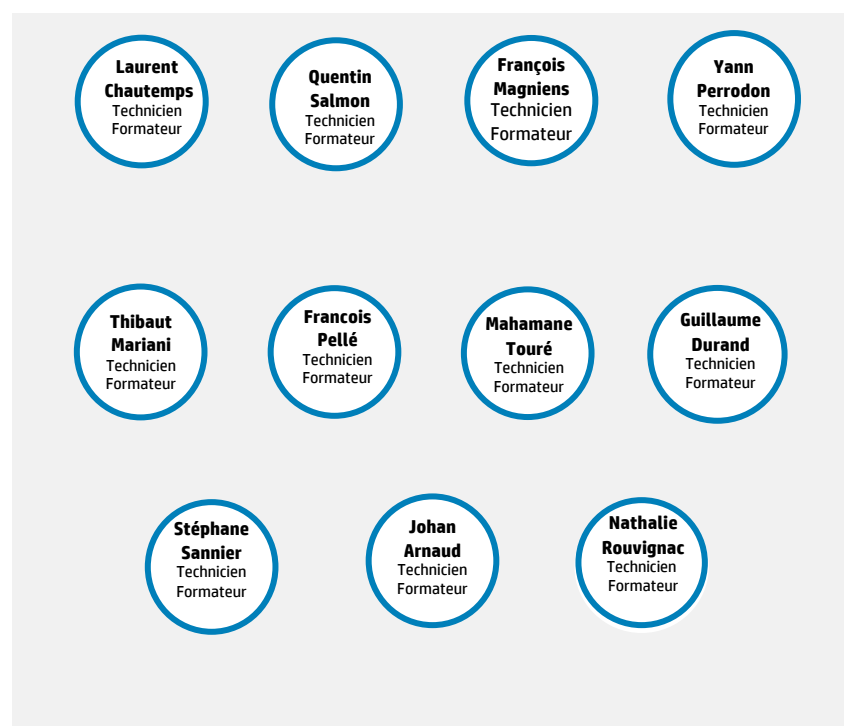 Laurent
Chautemps
Technicien
Formateur
Quentin
Salmon
Technicien
Formateur
François
Magniens
Technicien
Formateur
Yann
Perrodon
Technicien
Formateur
Thibaut
Mariani
Technicien
Formateur
Francois
Pellé
Technicien
Formateur
Mahamane
Touré
Technicien
Formateur
Guillaume
Durand
Technicien
Formateur
Stéphane
Sannier
Technicien
Formateur
Johan
Arnaud
Technicien
Formateur
Nathalie
Rouvignac
Technicien
Formateur